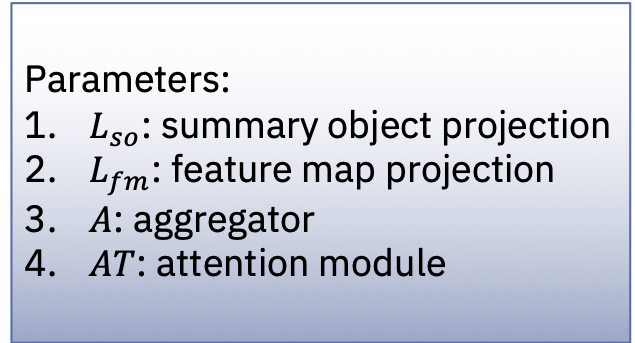 Parameters:
1. L_so: summary object projection
2. L_fm: feature map projection
3. A: aggregator
4. AT: attention module